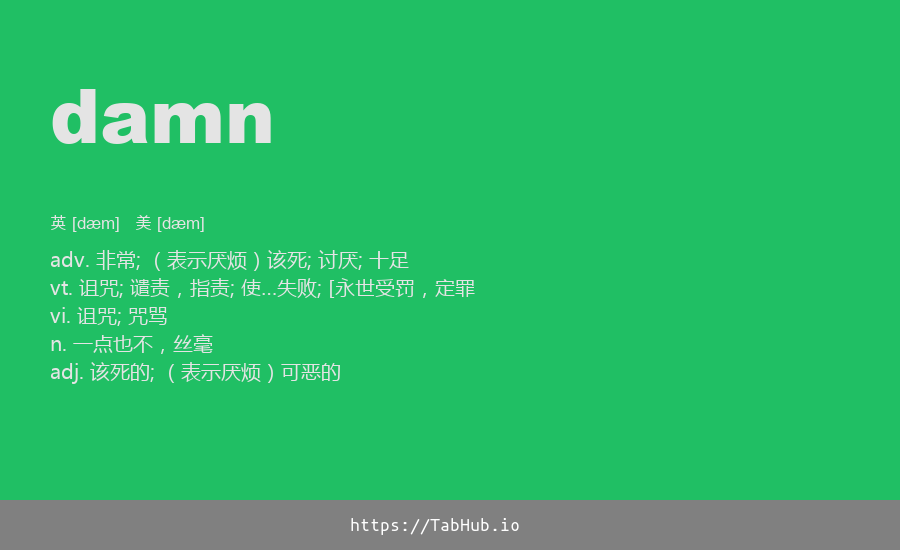 damn
英 [dæm] 美 [dæm]
adv. 非常; （表示厌烦）该死; 讨厌; 十足
vt. 诅咒; 谴责，指责; 使…失败; [永世受罚，定罪
vi. 诅咒; 咒骂
n. 一点也不，丝毫
adj. 该死的; （表示厌烦）可恶的
https://TabHub.io